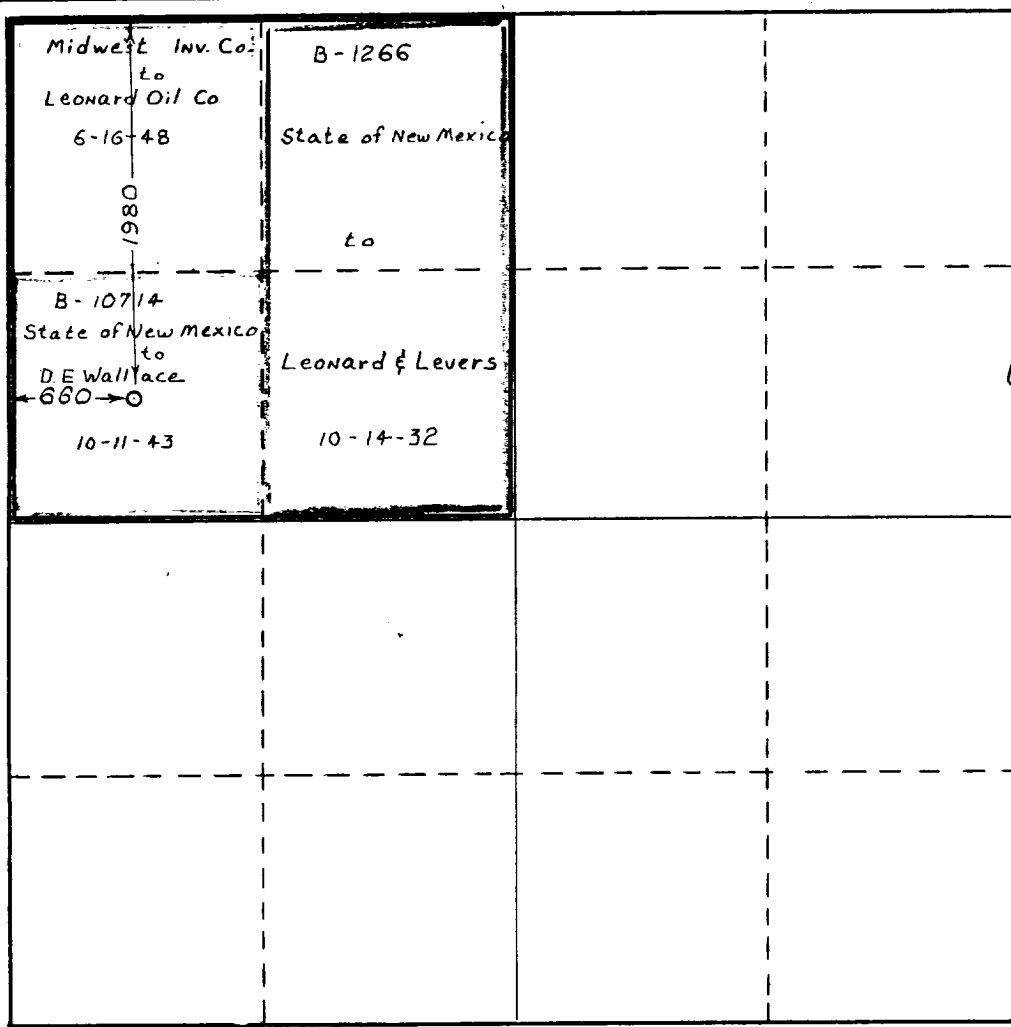 Midwest Inv. Co.
to
Leonard Oil Co
6-16-48
1980
B-10714
State of New Mexico
to
D.E Wallace
660
10-11-43
B-1266
State of New Mexico
to
Leonard & Levers
10-14-32